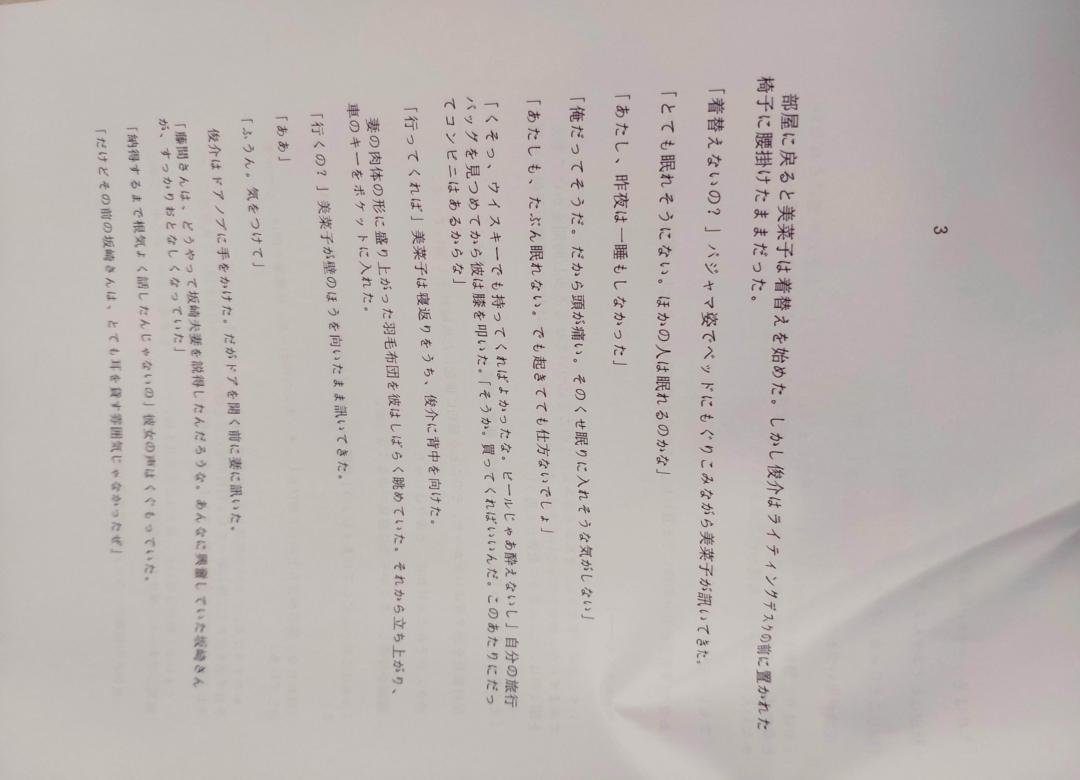 3
部屋に戻ると美菜子は着替えを始めた。しかし俊介はライティングデスクの前に置かれた
椅子に腰掛けたままだった。
「着替えないの？」パジャマ姿でベッドにもぐりこみながら美菜子が訊いてきた。
「とても眠れそうにない。ほかの人は眠れるのかな」
「あたし、昨夜は一睡もしなかった」
「俺だってそうだ。だから頭が痛い。そのくせ眠りに入れそうな気がしない」
「あたしも、たぶん眠れない。でも起きてても仕方ないでしょ」
「くそっ、ウイスキーでも持ってくればよかったな。ビールじゃあ酔えないし」自分の旅行
バッグを見つめてから彼は膝を叩いた。「そうか。買ってくればいいんだ。このあたりにだっ
てコンビニはあるからな」
「行ってくれば」美菜子は寝返りをうち、俊介に背中を向けた。
妻の肉体の形に盛り上がった羽毛布団を彼はしばらく眺めていた。それから立ち上がり、
車のキーをポケットに入れた。
「行くの？」美菜子が壁のほうを向いたまま訊いてきた。
「ああ」
「ふうん。気をつけて」
俊介はドアノブに手をかけた。だがドアを開く前に妻に訊いた。
「藤間さんは、どうやって坂崎夫妻を説得したんだろうな。あんなに興奮していた坂崎さん
が、すっかりおとなしくなっていた」
「納得するまで根気よく話したんじゃないの」彼女の声はくぐもっていた。
「だけどその前の坂崎さんは、とても耳を貸す雰囲気じゃなかったぜ」